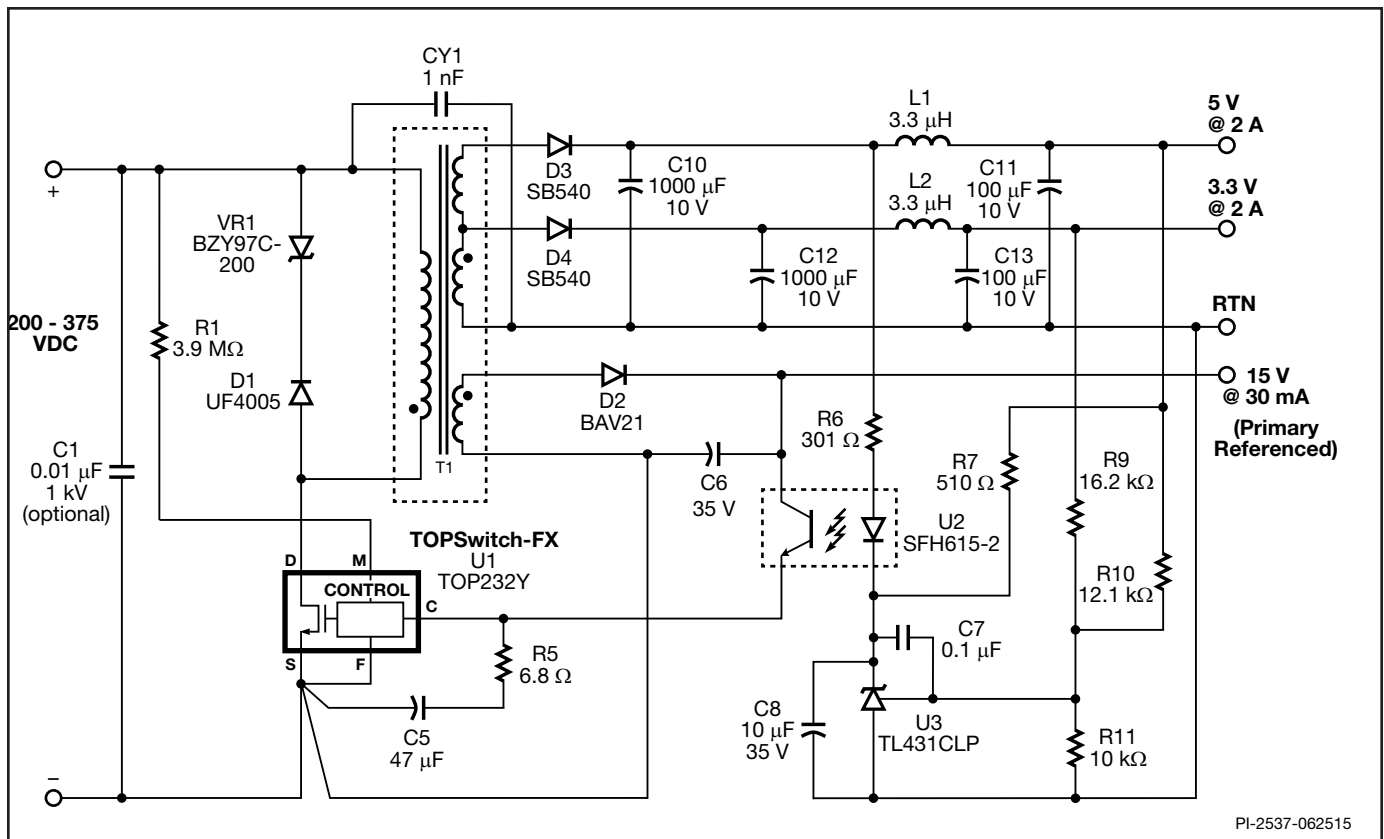 CY1
1 nF
L1
3.3 μH
5 V
@ 2 A
+
VR1
BZY97C-
200
D3
SB540
C10
1000 μF
10 V
L2
3.3 μH
C11
100 μF
10 V
3.3 V
@ 2 A
D4
SB540
C12
1000 μF
10 V
C13
100 μF
10 V
RTN
200 - 375
VDC
R1
3.9 MΩ
D1
UF4005
D2
BAV21
15 V
@ 30 mA
(Primary
Referenced)
C1
0.01 μF
1 kV
(optional)
T1
C6
35 V
R6
301 Ω
R7
510 Ω
R9
16.2 kΩ
U2
SFH615-2
R10
12.1 kΩ
TOPSwitch-FX
U1
TOP232Y
D
M
CONTROL
C
S
F
R5
6.8 Ω
C7
0.1 μF
C5
47 μF
C8
10 μF
35 V
U3
TL431CLP
R11
10 kΩ
−
PI-2537-062515